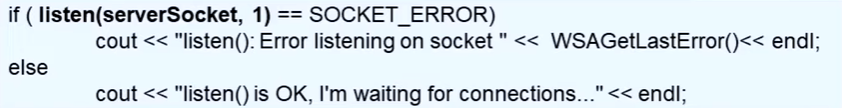 if ( listen(serverSocket, 1) == SOCKET_ERROR)
cout << "listen(): Error listening on socket " << WSAGetLastError()<< endl;
else
cout << "listen() is OK, I'm waiting for connections..." << endl;